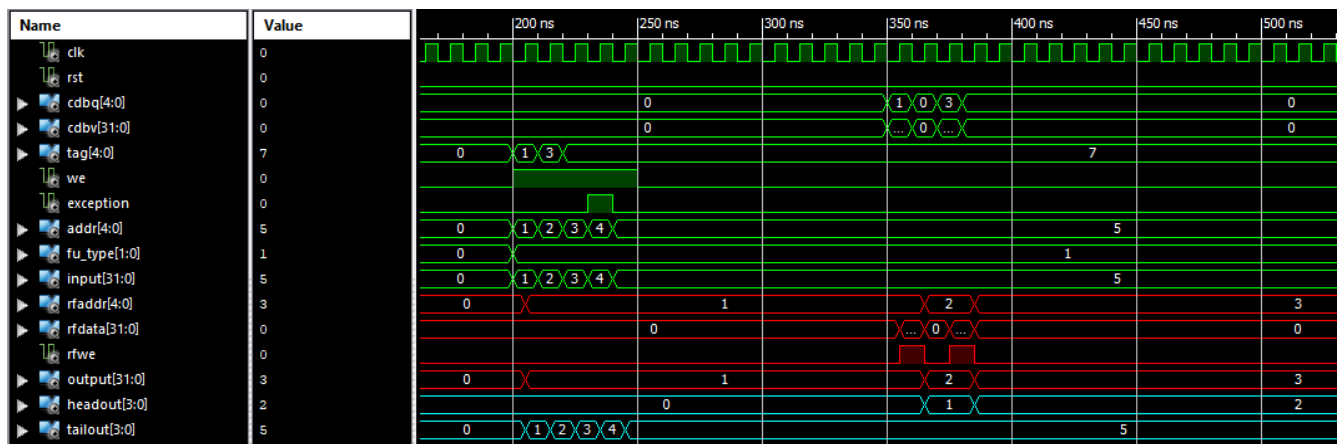 Name Value 200 ns 250 ns 300 ns 350 ns 400 ns 450 ns 500 ns
clk 0
rst 0
cdbq[4:0] 0 0 1 0 3 0
cdbv[31:0] 0 0 ... 0 ... 0
tag[4:0] 7 0 1 3 7
we 0
exception 0
addr[4:0] 5 0 1 2 3 4 5
fu_type[1:0] 1 0 1
input[31:0] 5 0 1 2 3 4 5
rfaddr[4:0] 3 0 1 2 3
rfdata[31:0] 0 0 ... 0 ... 0
rfwe 0
output[31:0] 3 0 1 2 3
headout[3:0] 2 0 1 2
tailout[3:0] 5 0 1 2 3 4 5